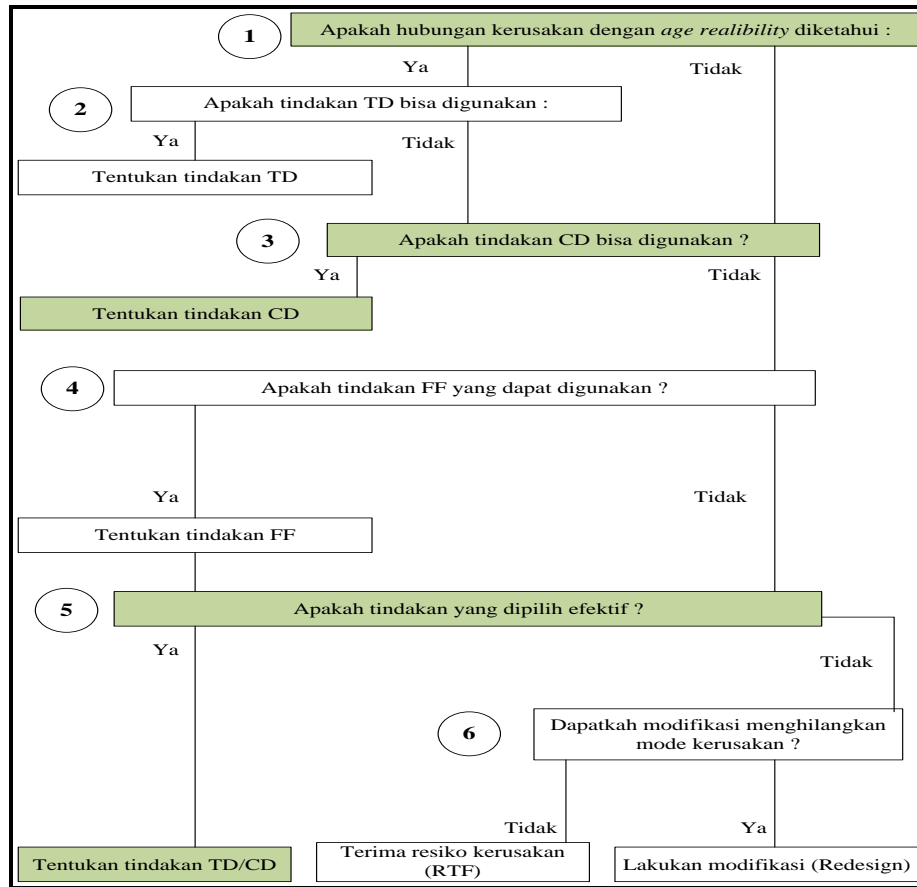 1
Apakah hubungan kerusakan dengan age realibility diketahui :
Ya
Tidak
2
Apakah tindakan TD bisa digunakan :
Ya
Tidak
Tentukan tindakan TD
3
Apakah tindakan CD bisa digunakan ?
Ya
Tidak
Tentukan tindakan CD
4
Apakah tindakan FF yang dapat digunakan ?
Ya
Tidak
Tentukan tindakan FF
5
Apakah tindakan yang dipilih efektif ?
Ya
Tidak
6
Dapatkah modifikasi menghilangkan
mode kerusakan ?
Tidak
Ya
Tentukan tindakan TD/CD
Terima resiko kerusakan
(RTF)
Lakukan modifikasi (Redesign)